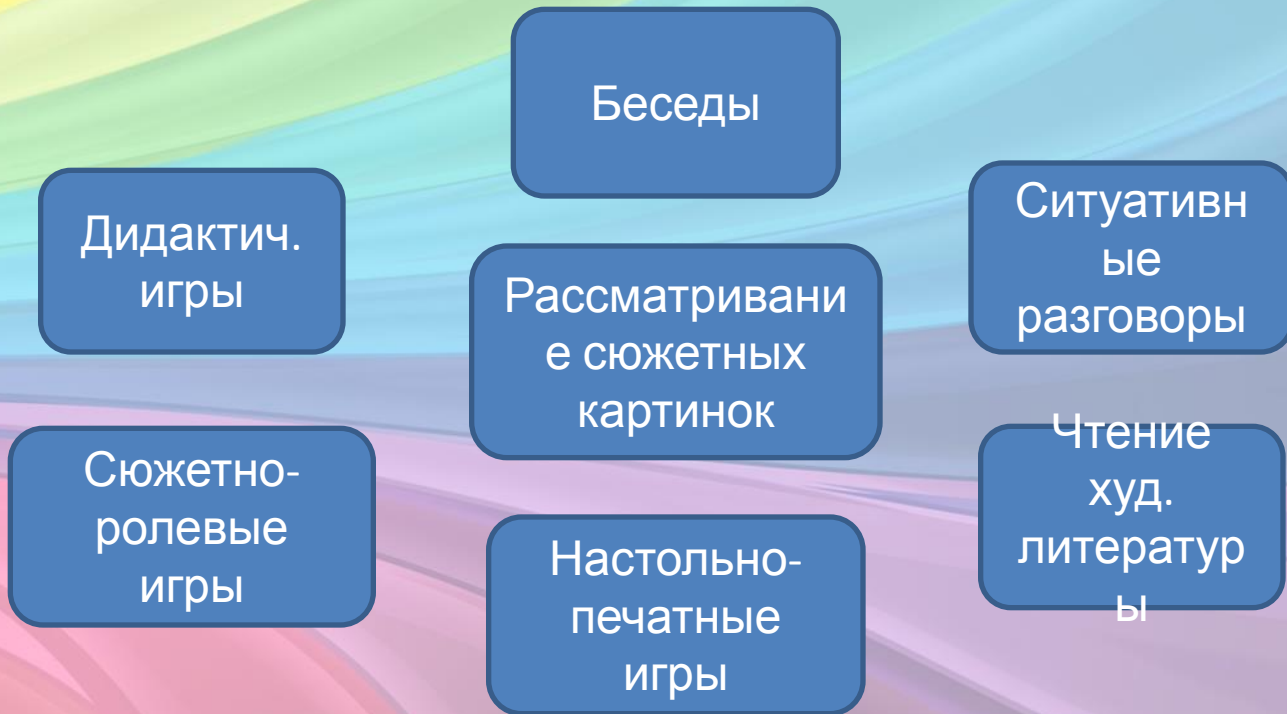 Беседы
Дидактич.
игры
Рассматривани
е сюжетных
картинок
Ситуативн
ые
разговоры
Сюжетно-
ролевые
игры
Настольно-
печатные
игры
Чтение
худ.
литератур
ы